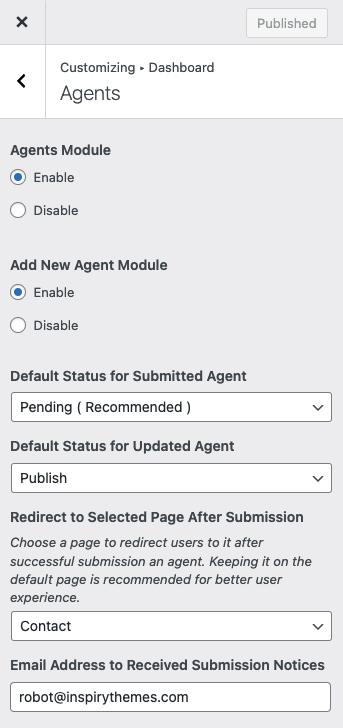 Published
Customizing ▸ Dashboard
Agents
Agents Module
Enable
Disable
Add New Agent Module
Enable
Disable
Default Status for Submitted Agent
Pending ( Recommended )
Default Status for Updated Agent
Publish
Redirect to Selected Page After Submission
Choose a page to redirect users to it after
successful submission an agent. Keeping it on the
default page is recommended for better user
experience.
Contact
Email Address to Received Submission Notices
robot@inspirythemes.com